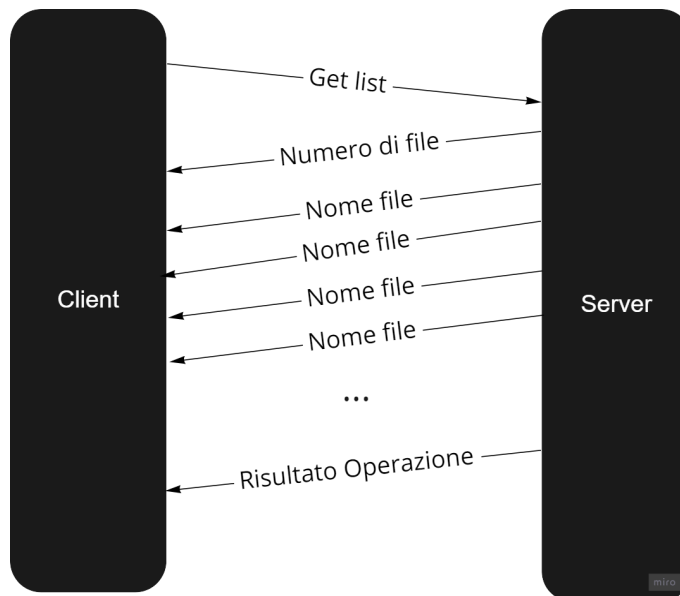 Get list
Numero di file
Nome file
Nome file
Client
Server
Nome file
Nome file
...
Risultato Operazione
miro